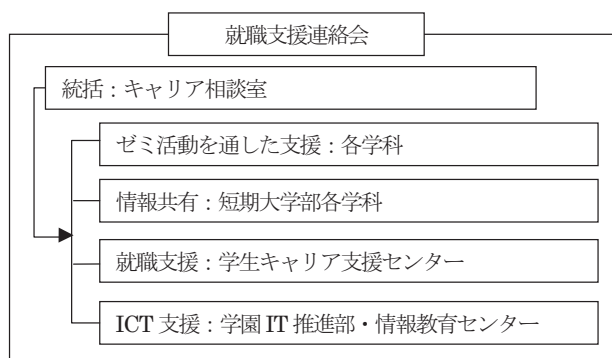 就職支援連絡会
統括：キャリア相談室
ゼミ活動を通した支援：各学科
情報共有：短期大学部各学科
就職支援：学生キャリア支援センター
ICT 支援：学園 IT 推進部・情報教育センター